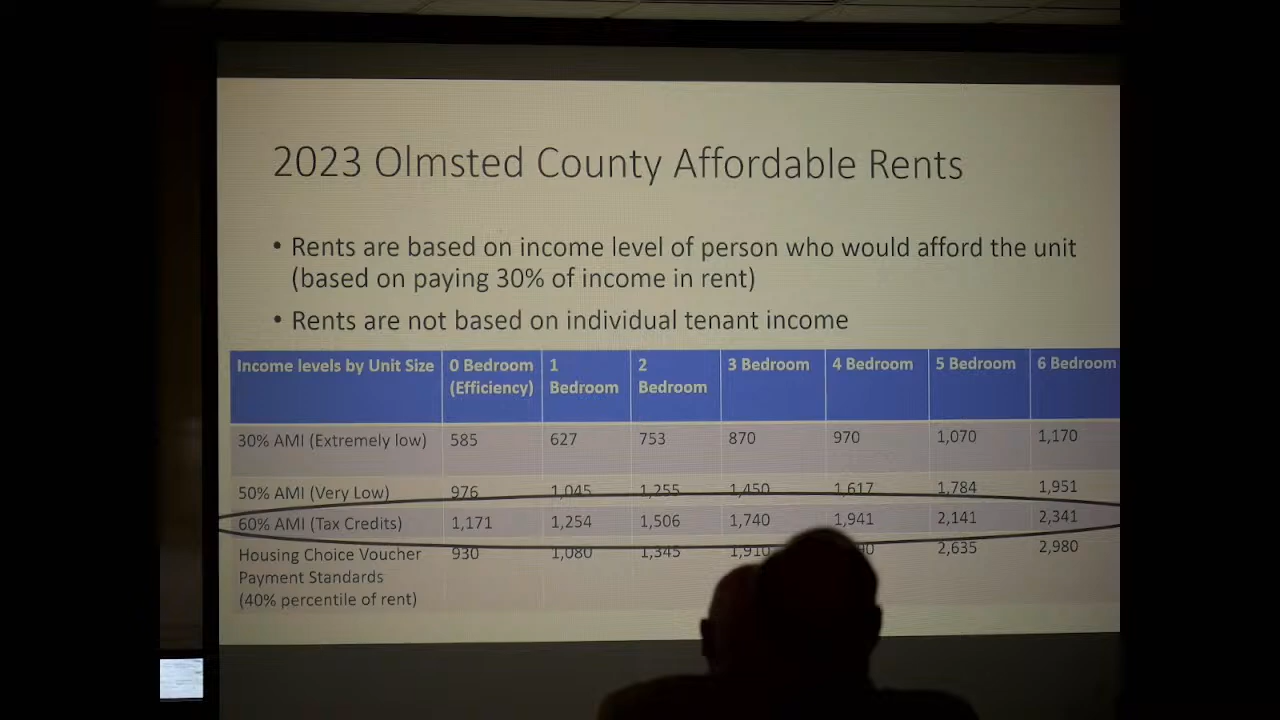 2023 Olmsted County Affordable Rents
• Rents are based on income level of person who would afford the unit
(based on paying 30% of income in rent)
• Rents are not based on individual tenant income
Income levels by Unit Size 0 Bedroom (Efficiency) 1 Bedroom 2 Bedroom 3 Bedroom 4 Bedroom 5 Bedroom 6 Bedroom
30% AMI (Extremely low) 585 627 753 870 970 1,070 1,170
50% AMI (Very Low) 976 1,045 1,255 1,450 1,617 1,784 1,951
60% AMI (Tax Credits) 1,171 1,254 1,506 1,740 1,941 2,141 2,341
Housing Choice Voucher 930 1,080 1,345 1,910 2,635 2,980
Payment Standards
(40% percentile of rent)